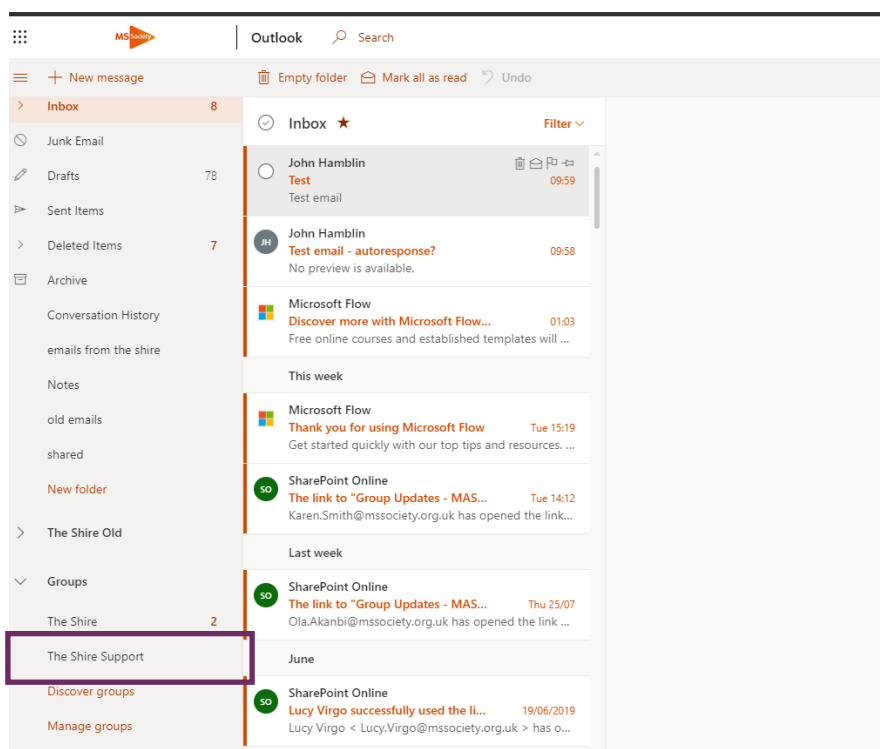 MS Society
Outlook
Search
New message
Empty folder
Mark all as read
Undo
Inbox 8
Junk Email
Drafts 78
Sent Items
Deleted Items 7
Archive
Conversation History
emails from the shire
Notes
old emails
shared
New folder
The Shire Old
Groups
The Shire 2
The Shire Support
Discover groups
Manage groups
Inbox ★
Filter
John Hamblin
Test 09:59
Test email
JH
John Hamblin
Test email - autoresponse? 09:58
No preview is available.
Microsoft Flow
Discover more with Microsoft Flow... 01:03
Free online courses and established templates will ...
This week
Microsoft Flow
Thank you for using Microsoft Flow Tue 15:19
Get started quickly with our top tips and resources. ...
SO
SharePoint Online
The link to "Group Updates - MAS... Tue 14:12
Karen.Smith@mssociety.org.uk has opened the link...
Last week
SO
SharePoint Online
The link to "Group Updates - MAS... Thu 25/07
Ola.Akanbi@mssociety.org.uk has opened the link ...
June
SO
SharePoint Online
Lucy Virgo successfully used the li... 19/06/2019
Lucy Virgo < Lucy.Virgo@mssociety.org.uk > has o...